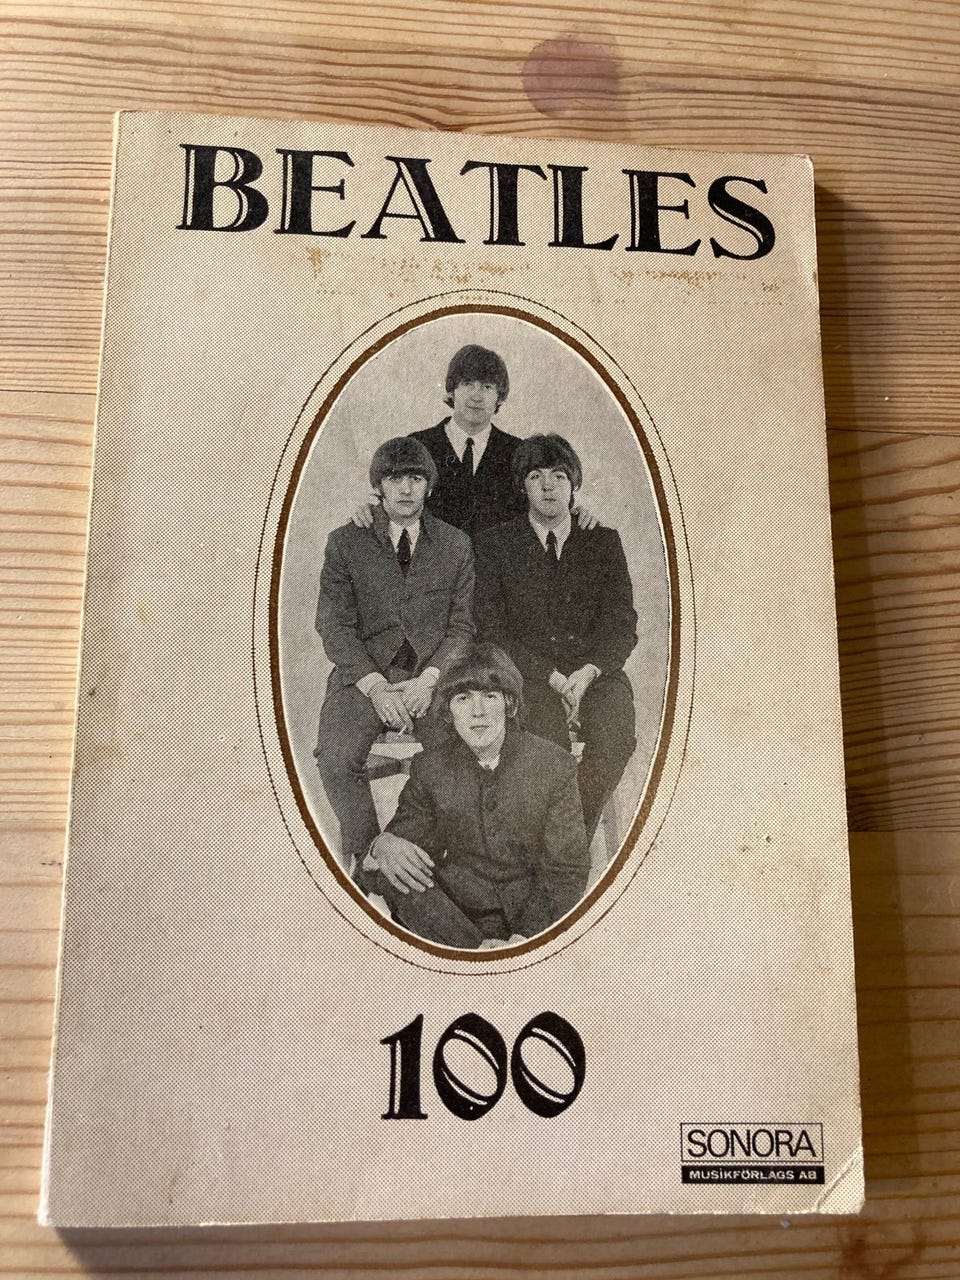 BEATLES
100
SONORA
MUSIKFÖRLAGS AB